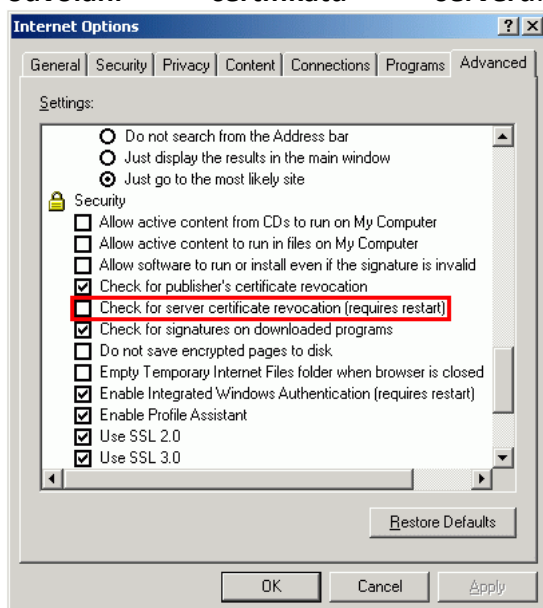 Internet Options
General Security Privacy Content Connections Programs Advanced
Settings:
Do not search from the Address bar
Just display the results in the main window
Just go to the most likely site
Security
Allow active content from CDs to run on My Computer
Allow active content to run in files on My Computer
Allow software to run or install even if the signature is invalid
Check for publisher's certificate revocation
Check for server certificate revocation (requires restart)
Check for signatures on downloaded programs
Do not save encrypted pages to disk
Empty Temporary Internet Files folder when browser is closed
Enable Integrated Windows Authentication (requires restart)
Enable Profile Assistant
Use SSL 2.0
Use SSL 3.0
Restore Defaults
OK Cancel Apply